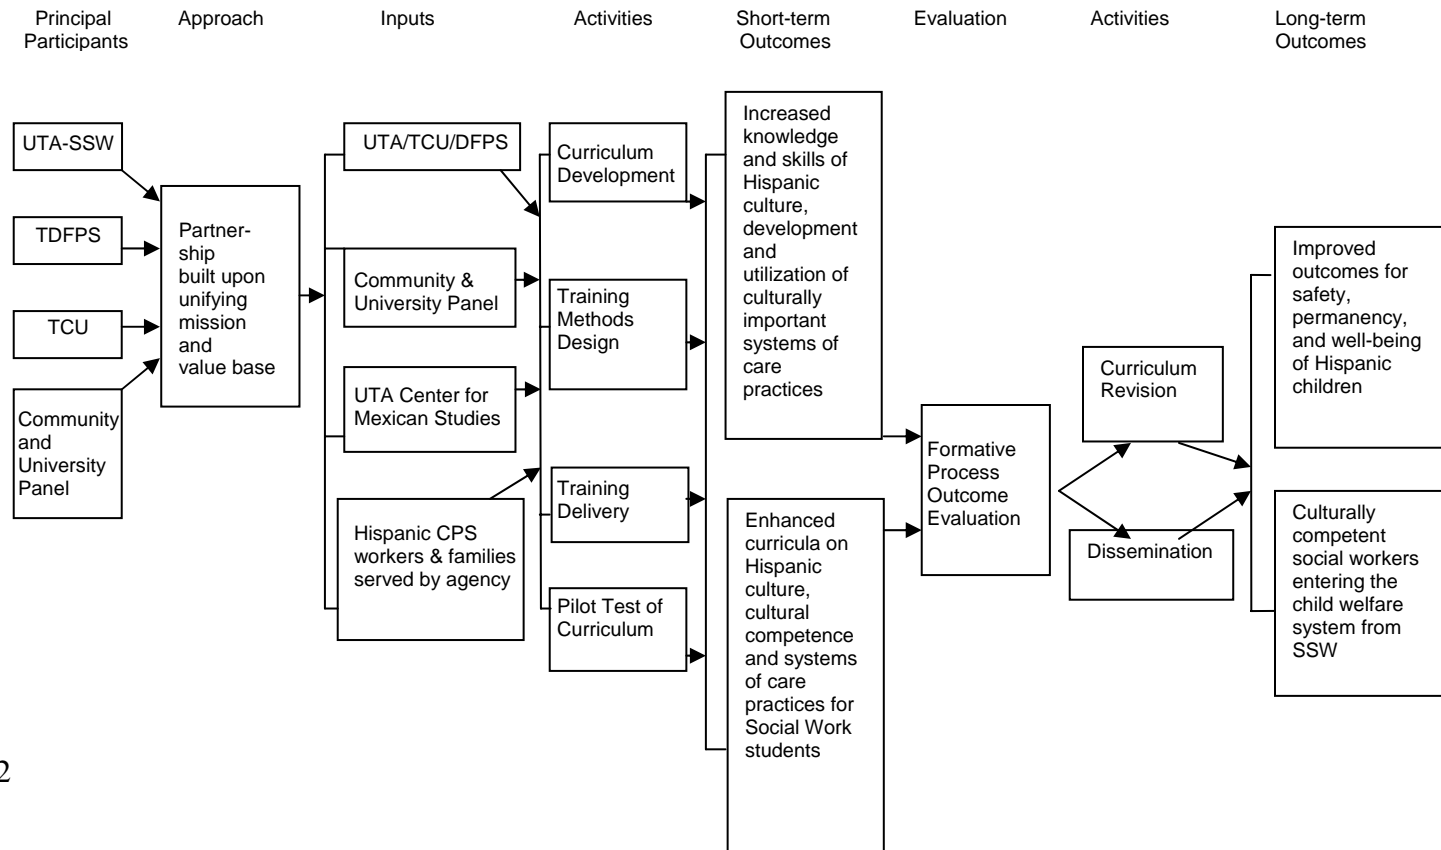 Principal
Participants
Approach
Inputs
Activities
Short-term
Outcomes
Evaluation
Activities
Long-term
Outcomes
UTA-SSW
TDFPS
TCU
Community
and
University
Panel
Partner-
ship
built upon
unifying
mission
and
value base
UTA/TCU/DFPS
Community &
University Panel
UTA Center for
Mexican Studies
Hispanic CPS
workers & families
served by agency
Curriculum
Development
Training
Methods
Design
Training
Delivery
Pilot Test of
Curriculum
Increased
knowledge
and skills of
Hispanic
culture,
development
and
utilization of
culturally
important
systems of
care
practices
Enhanced
curricula on
Hispanic
culture,
cultural
competence
and systems
of care
practices for
Social Work
students
Formative
Process
Outcome
Evaluation
Curriculum
Revision
Dissemination
Improved
outcomes for
safety,
permanency,
and well-being
of Hispanic
children
Culturally
competent
social workers
entering the
child welfare
system from
SSW
2